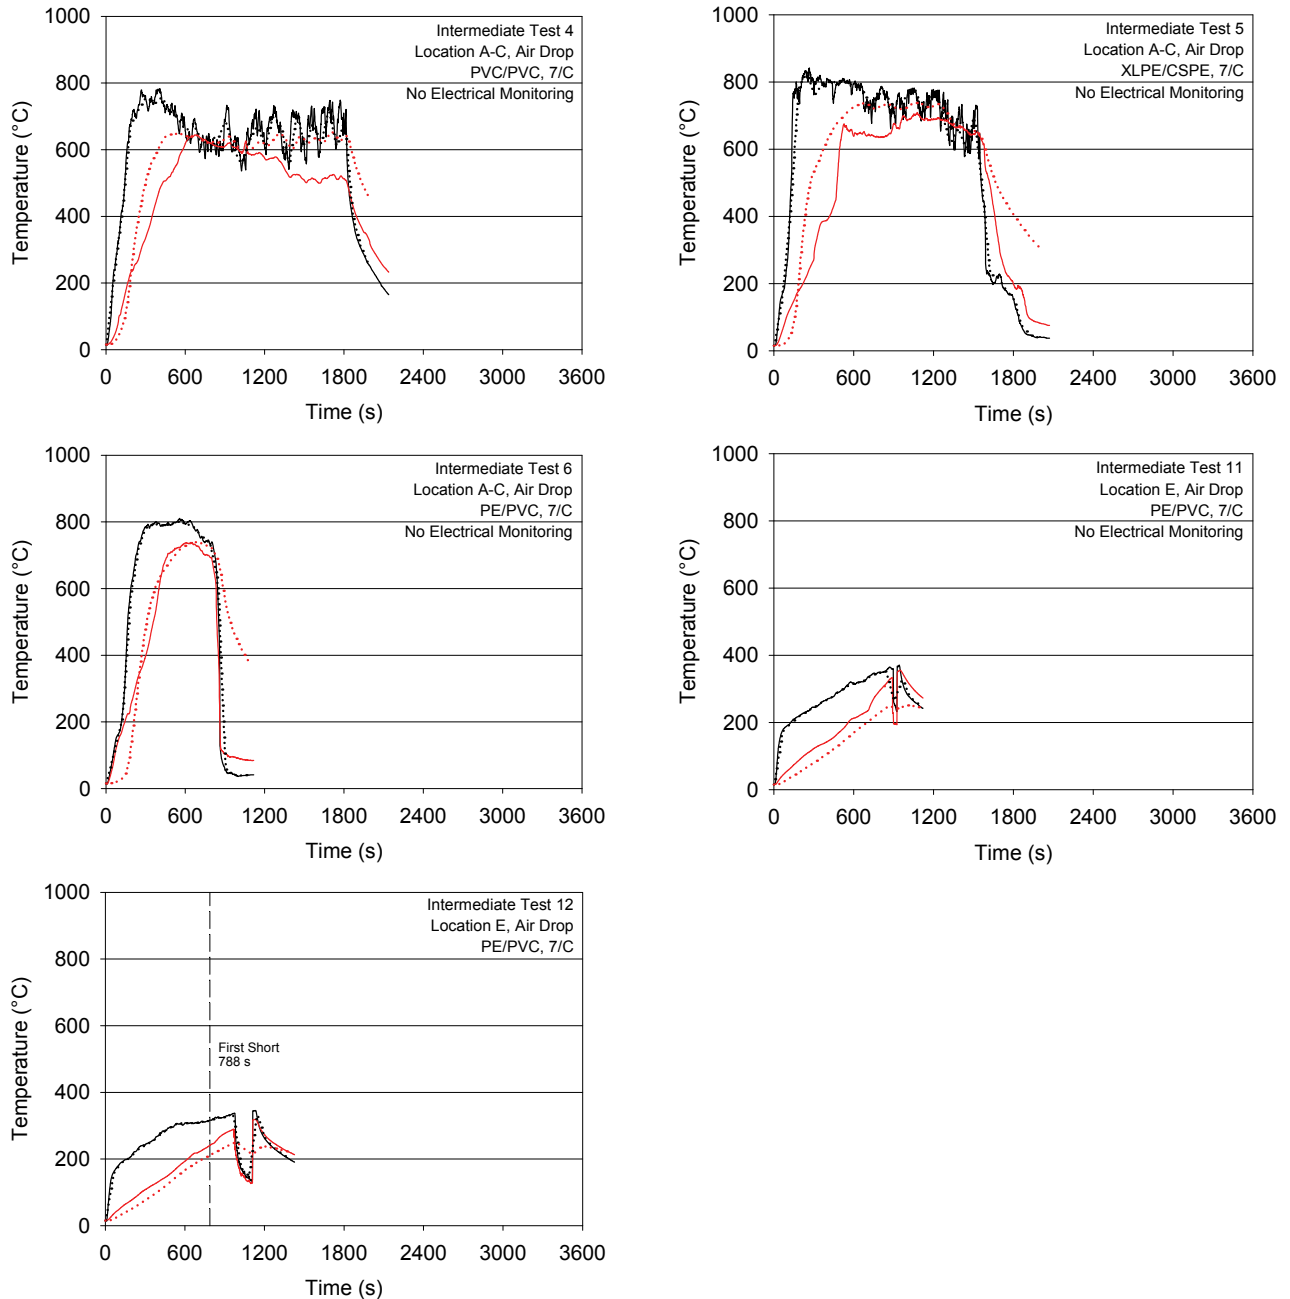 1000
800
600
400
200
0
Temperature (°C)
Intermediate Test 4
Location A-C, Air Drop
PVC/PVC, 7/C
No Electrical Monitoring
0 600 1200 1800 2400 3000 3600
Time (s)
1000
800
600
400
200
0
Temperature (°C)
Intermediate Test 5
Location A-C, Air Drop
XLPE/CSPE, 7/C
No Electrical Monitoring
0 600 1200 1800 2400 3000 3600
Time (s)
1000
800
600
400
200
0
Temperature (°C)
Intermediate Test 6
Location A-C, Air Drop
PE/PVC, 7/C
No Electrical Monitoring
0 600 1200 1800 2400 3000 3600
Time (s)
1000
800
600
400
200
0
Temperature (°C)
Intermediate Test 11
Location E, Air Drop
PE/PVC, 7/C
No Electrical Monitoring
0 600 1200 1800 2400 3000 3600
Time (s)
1000
800
600
400
200
0
Temperature (°C)
Intermediate Test 12
Location E, Air Drop
PE/PVC, 7/C
First Short
788 s
0 600 1200 1800 2400 3000 3600
Time (s)